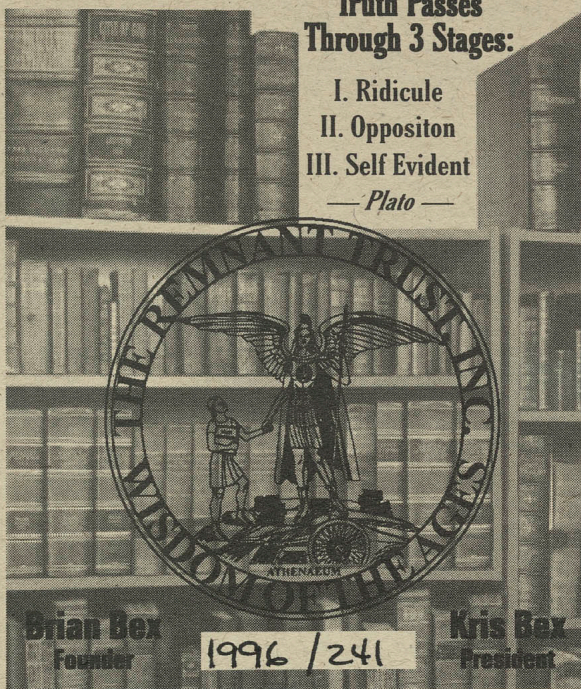 Truth Passes
Through 3 Stages:
I. Ridicule
II. Oppositon
III. Self Evident
— Plato —
THE REMNANT TRUST, INC.
WISDOM OF THE AGES
ATHENAEUM
Brian Bex
Founder
Kris Bex
President
1996 / 241